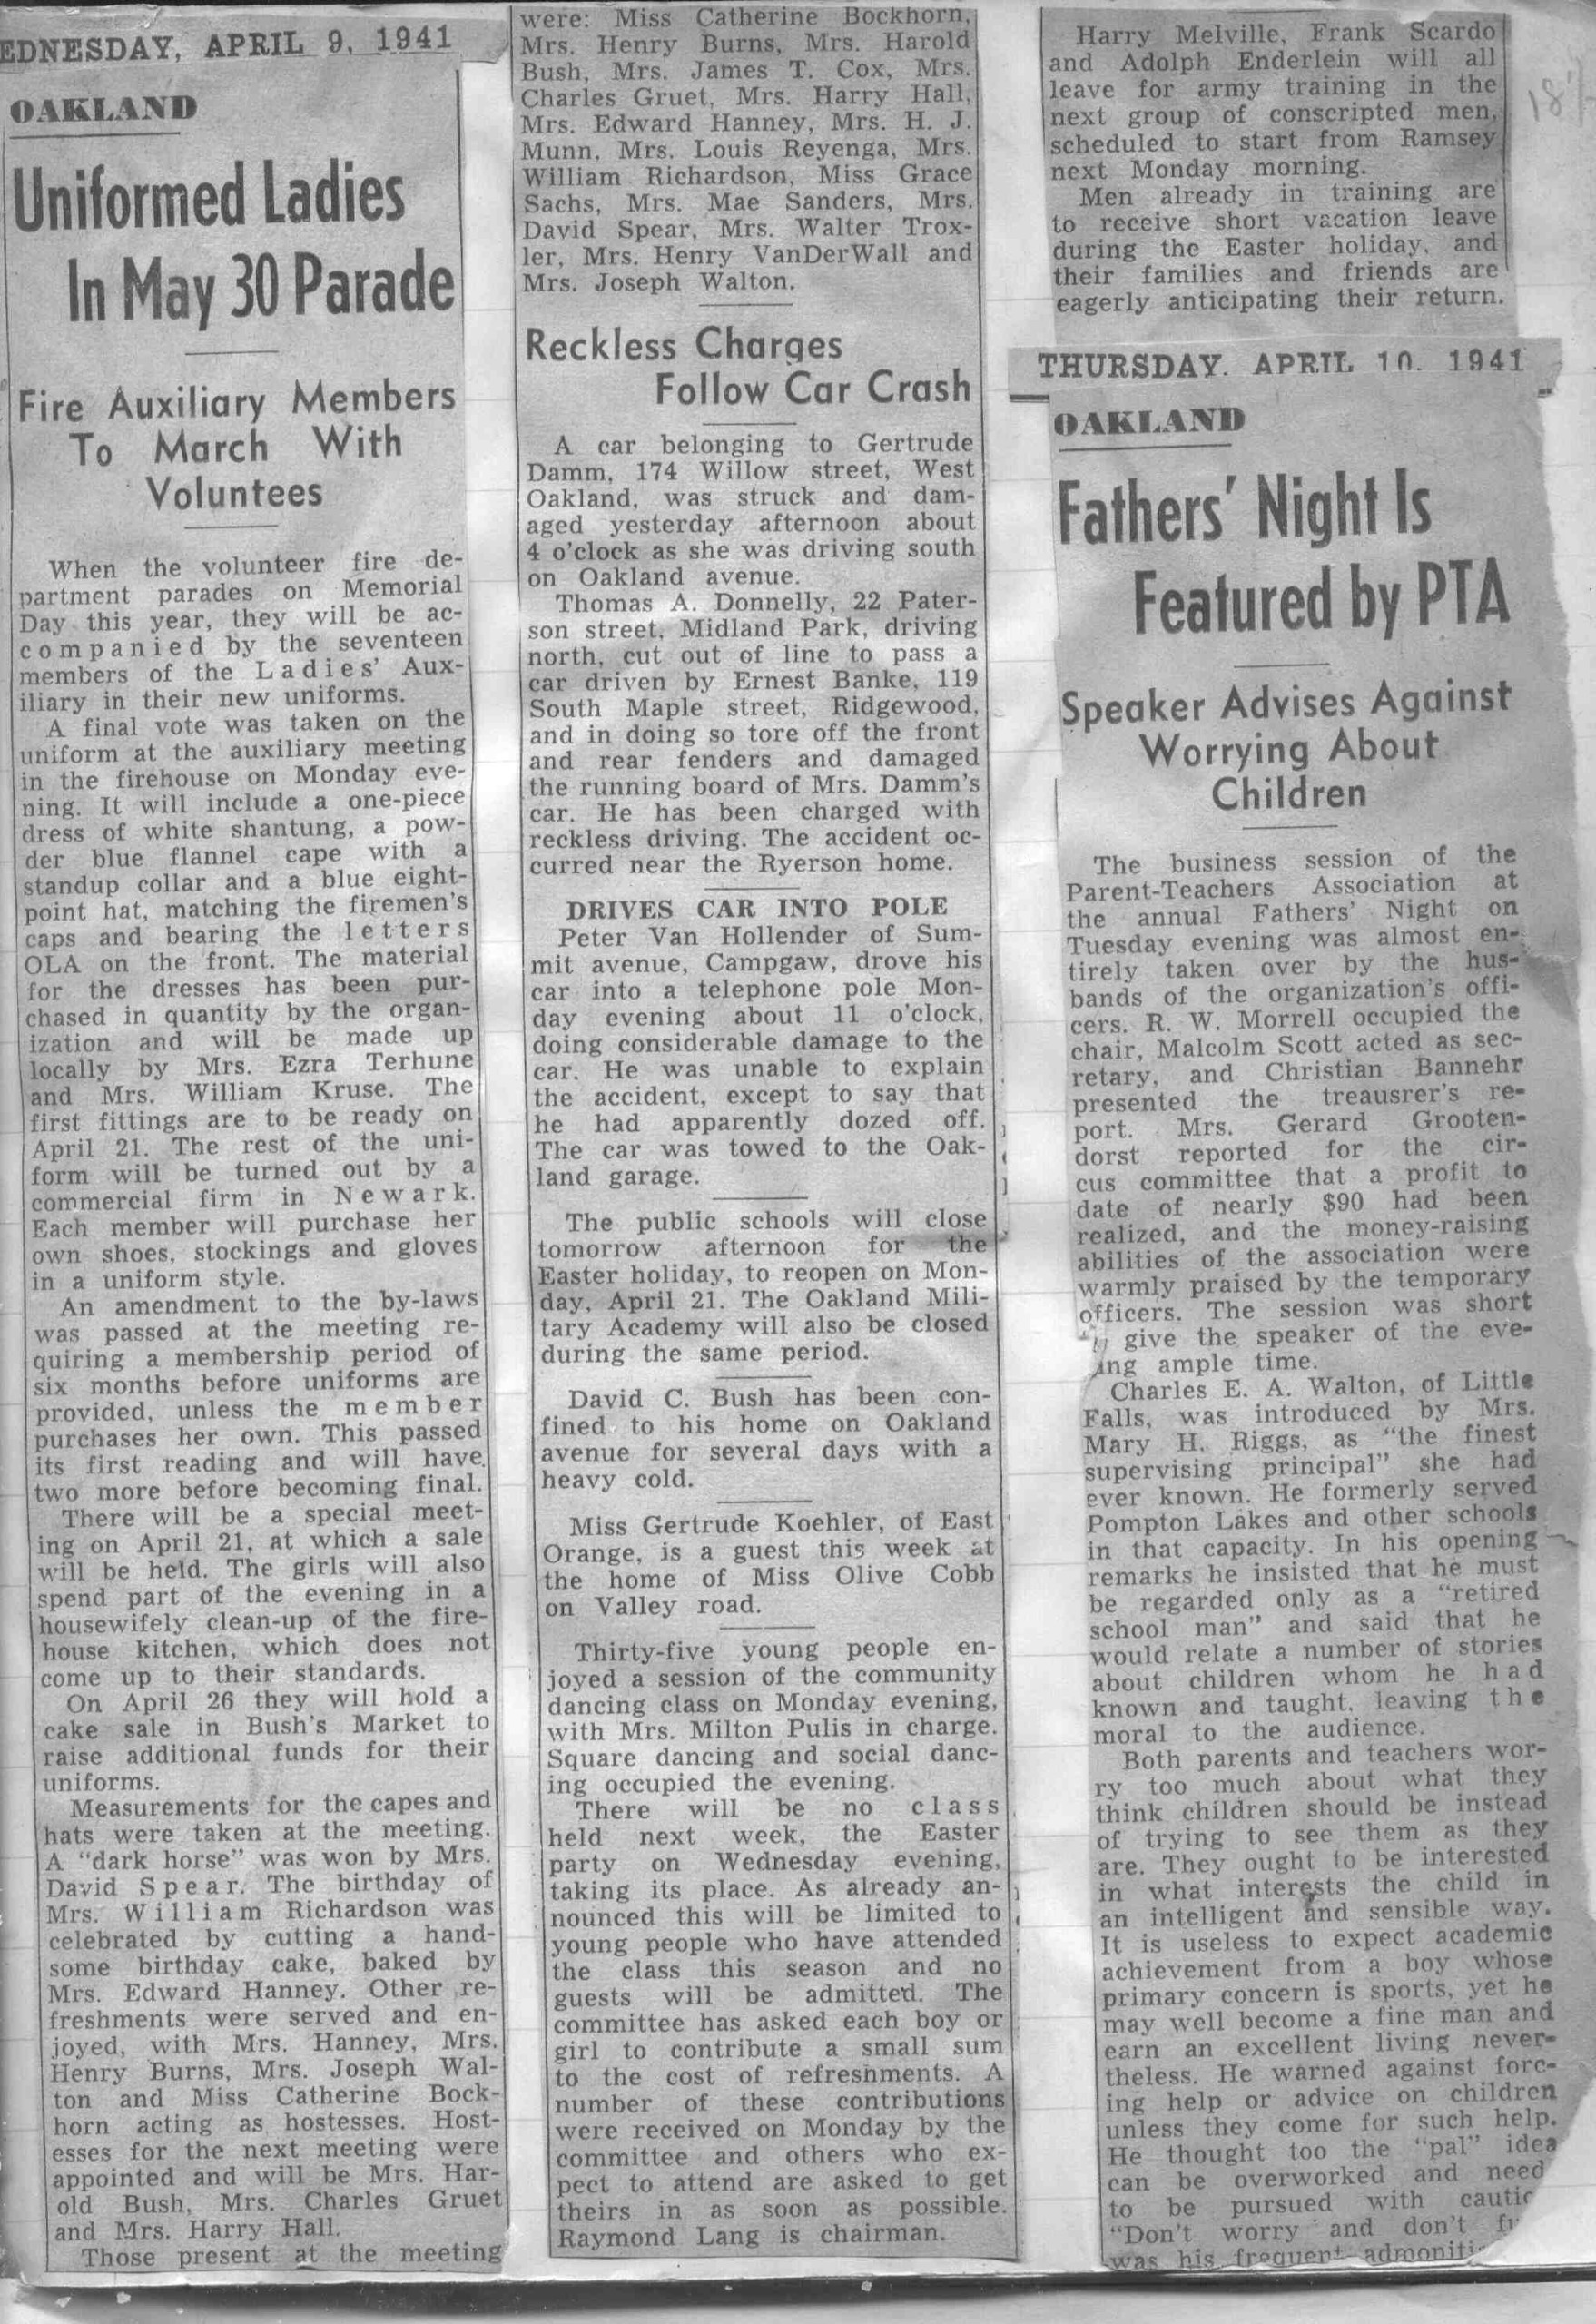 EDNESDAY, APRIL 9, 1941
OAKLAND
Uniformed Ladies
In May 30 Parade
Fire Auxiliary Members
To March With
Voluntees
When the volunteer fire de-
partment parades on Memorial
Day this year, they will be ac-
companied by the seventeen
members of the Ladies' Aux-
iliary in their new uniforms.
A final vote was taken on the
uniform at the auxiliary meeting
in the firehouse on Monday eve-
ning. It will include a one-piece
dress of white shantung, a pow-
der blue flannel cape with a
standup collar and a blue eight-
point hat, matching the firemen's
caps and bearing the letters
OLA on the front. The material
for the dresses has been pur-
chased in quantity by the organ-
ization and will be made up
locally by Mrs. Ezra Terhune
and Mrs. William Kruse. The
first fittings are to be ready on
April 21. The rest of the uni-
form will be turned out by a
commercial firm in Newark.
Each member will purchase her
own shoes, stockings and gloves
in a uniform style.
An amendment to the by-laws
was passed at the meeting re-
quiring a membership period of
six months before uniforms are
provided, unless the member
purchases her own. This passed
its first reading and will have
two more before becoming final.
There will be a special meet-
ing on April 21, at which a sale
will be held. The girls will also
spend part of the evening in a
housewifely clean-up of the fire-
house kitchen, which does not
come up to their standards.
On April 26 they will hold a
cake sale in Bush's Market to
raise additional funds for their
uniforms.
Measurements for the capes and
hats were taken at the meeting.
A "dark horse" was won by Mrs.
David Spear. The birthday of
Mrs. William Richardson was
celebrated by cutting a hand-
some birthday cake, baked by
Mrs. Edward Hanney. Other re-
freshments were served and en-
joyed, with Mrs. Hanney, Mrs.
Henry Burns, Mrs. Joseph Wal-
ton and Miss Catherine Bock-
horn acting as hostesses. Host-
esses for the next meeting were
appointed and will be Mrs. Har-
old Bush, Mrs. Charles Gruet
and Mrs. Harry Hall.
Those present at the meeting
were: Miss Catherine Bockhorn,
Mrs. Henry Burns, Mrs. Harold
Bush, Mrs. James T. Cox, Mrs.
Charles Gruet, Mrs. Harry Hall,
Mrs. Edward Hanney, Mrs. H. J.
Munn, Mrs. Louis Reyenga, Mrs.
William Richardson, Miss Grace
Sachs, Mrs. Mae Sanders, Mrs.
David Spear, Mrs. Walter Trox-
ler, Mrs. Henry VanDerWall and
Mrs. Joseph Walton.
Reckless Charges
Follow Car Crash
A car belonging to Gertrude
Damm, 174 Willow street, West
Oakland, was struck and dam-
aged yesterday afternoon about
4 o'clock as she was driving south
on Oakland avenue.
Thomas A. Donnelly, 22 Pater-
son street, Midland Park, driving
north, cut out of line to pass a
car driven by Ernest Banke, 119
South Maple street, Ridgewood,
and in doing so tore off the front
and rear fenders and damaged
the running board of Mrs. Damm's
car. He has been charged with
reckless driving. The accident oc-
curred near the Ryerson home.
DRIVES CAR INTO POLE
Peter Van Hollender of Sum-
mit avenue, Campgaw, drove his
car into a telephone pole Mon-
day evening about 11 o'clock,
doing considerable damage to the
car. He was unable to explain
the accident, except to say that
he had apparently dozed off.
The car was towed to the Oak-
land garage.
The public schools will close
tomorrow afternoon for the
Easter holiday, to reopen on Mon-
day, April 21. The Oakland Mili-
tary Academy will also be closed
during the same period.
David C. Bush has been con-
fined to his home on Oakland
avenue for several days with a
heavy cold.
Miss Gertrude Koehler, of East
Orange, is a guest this week at
the home of Miss Olive Cobb
on Valley road.
Thirty-five young people en-
joyed a session of the community
dancing class on Monday evening,
with Mrs. Milton Pulis in charge.
Square dancing and social danc-
ing occupied the evening.
There will be no class
held next week, the Easter
party on Wednesday evening,
taking its place. As already an-
nounced this will be limited to
young people who have attended
the class this season and no
guests will be admitted. The
committee has asked each boy or
girl to contribute a small sum
to the cost of refreshments. A
number of these contributions
were received on Monday by the
committee and others who ex-
pect to attend are asked to get
theirs in as soon as possible.
Raymond Lang is chairman.
Harry Melville, Frank Scardo
and Adolph Enderlein will all
leave for army training in the
next group of conscripted men,
scheduled to start from Ramsey
next Monday morning.
Men already in training are
to receive short vacation leave
during the Easter holiday, and
their families and friends are
eagerly anticipating their return.
THURSDAY. APRIL 10. 1941
OAKLAND
Fathers' Night Is
Featured by PTA
Speaker Advises Against
Worrying About
Children
The business session of the
Parent-Teachers Association at
the annual Fathers' Night on
Tuesday evening was almost en-
tirely taken over by the hus-
bands of the organization's offi-
cers. R. W. Morrell occupied the
chair, Malcolm Scott acted as sec-
retary, and Christian Bannehr
presented the treausrer's re-
port. Mrs. Gerard Grooten-
dorst reported for the cir-
cus committee that a profit to
date of nearly $90 had been
realized, and the money-raising
abilities of the association were
warmly praised by the temporary
officers. The session was short
give the speaker of the eve-
ing ample time.
Charles E. A. Walton, of Little
Falls, was introduced by Mrs.
Mary H. Riggs, as "the finest
supervising principal" she had
ever known. He formerly served
Pompton Lakes and other schools
in that capacity. In his opening
remarks he insisted that he must
be regarded only as a "retired
school man" and said that he
would relate a number of stories
about children whom he had
known and taught, leaving the
moral to the audience.
Both parents and teachers wor-
ry too much about what they
think children should be instead
of trying to see them as they
are. They ought to be interested
in what interests the child in
an intelligent and sensible way.
It is useless to expect academic
achievement from a boy whose
primary concern is sports, yet he
may well become a fine man and
earn an excellent living never-
theless. He warned against forc-
ing help or advice on children
unless they come for such help.
He thought too the "pal" idea
can be overworked and need
to be pursued with cautio
"Don't worry and don't
was his frequent admoniti
18